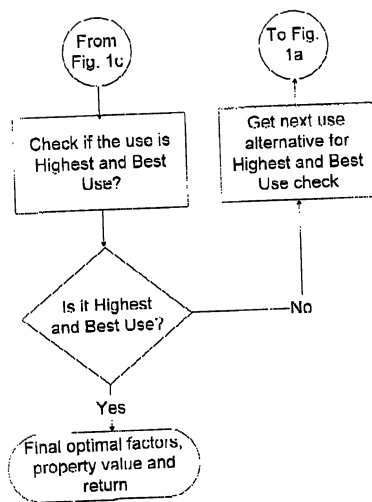 From
Fig. 1c
Check if the use is
Highest and Best
Use?
Is it Highest
and Best Use?
Yes
Final optimal factors,
property value and
return
No
Get next use
alternative for
Highest and Best
Use check
To Fig.
1a